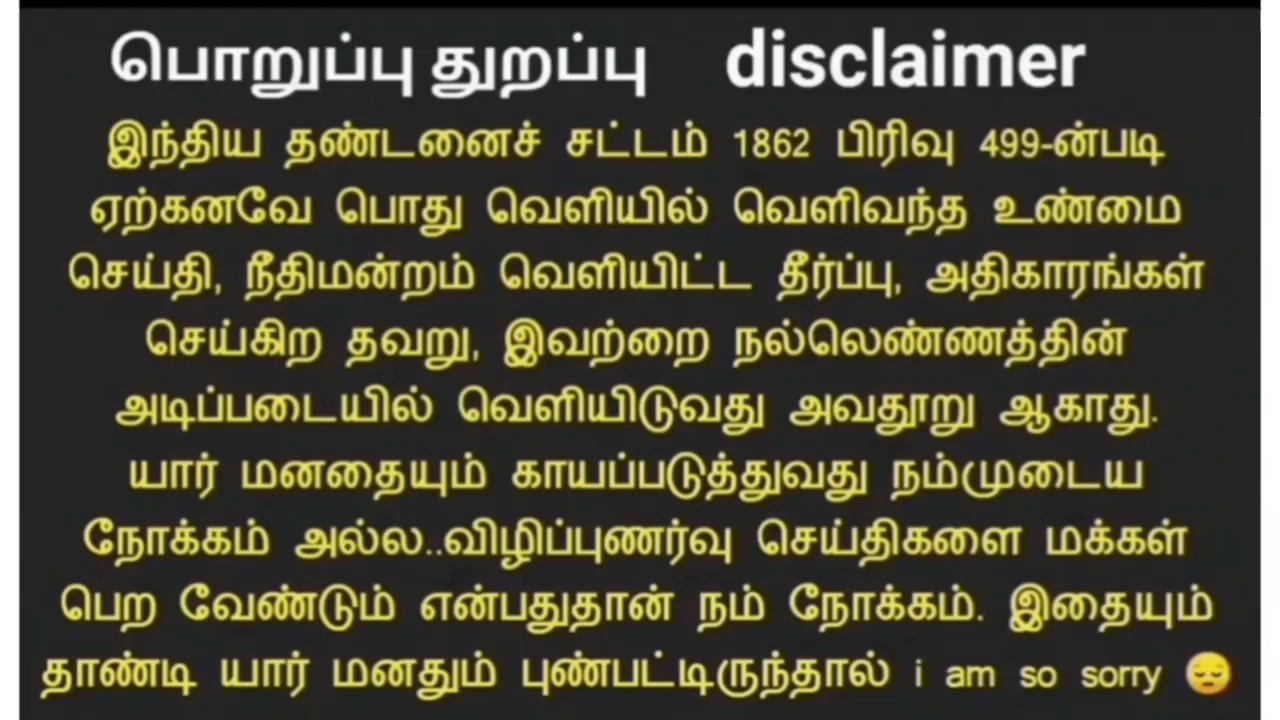 பொறுப்பு துறப்பு disclaimer
இந்திய தண்டனைச் சட்டம் 1862 பிரிவு 499-ன்படி
ஏற்கனவே பொது வெளியில் வெளிவந்த உண்மை
செய்தி, நீதிமன்றம் வெளியிட்ட தீர்ப்பு, அதிகாரங்கள்
செய்கிற தவறு, இவற்றை நல்லெண்ணத்தின்
அடிப்படையில் வெளியிடுவது அவதூறு ஆகாது.
யார் மனதையும் காயப்படுத்துவது நம்முடைய
நோக்கம் அல்ல..விழிப்புணர்வு செய்திகளை மக்கள்
பெற வேண்டும் என்பதுதான் நம் நோக்கம். இதையும்
தாண்டி யார் மனதும் புண்பட்டிருந்தால் i am so sorry 😔